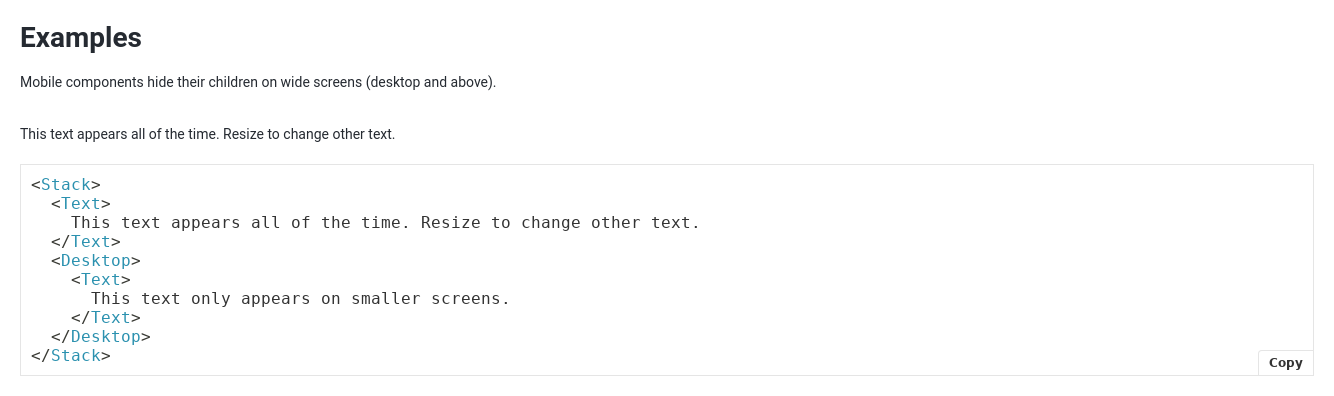 Examples
Mobile components hide their children on wide screens (desktop and above).
This text appears all of the time. Resize to change other text.
<Stack>
  <Text>
    This text appears all of the time. Resize to change other text.
  </Text>
  <Desktop>
    <Text>
      This text only appears on smaller screens.
    </Text>
  </Desktop>
</Stack>
Copy